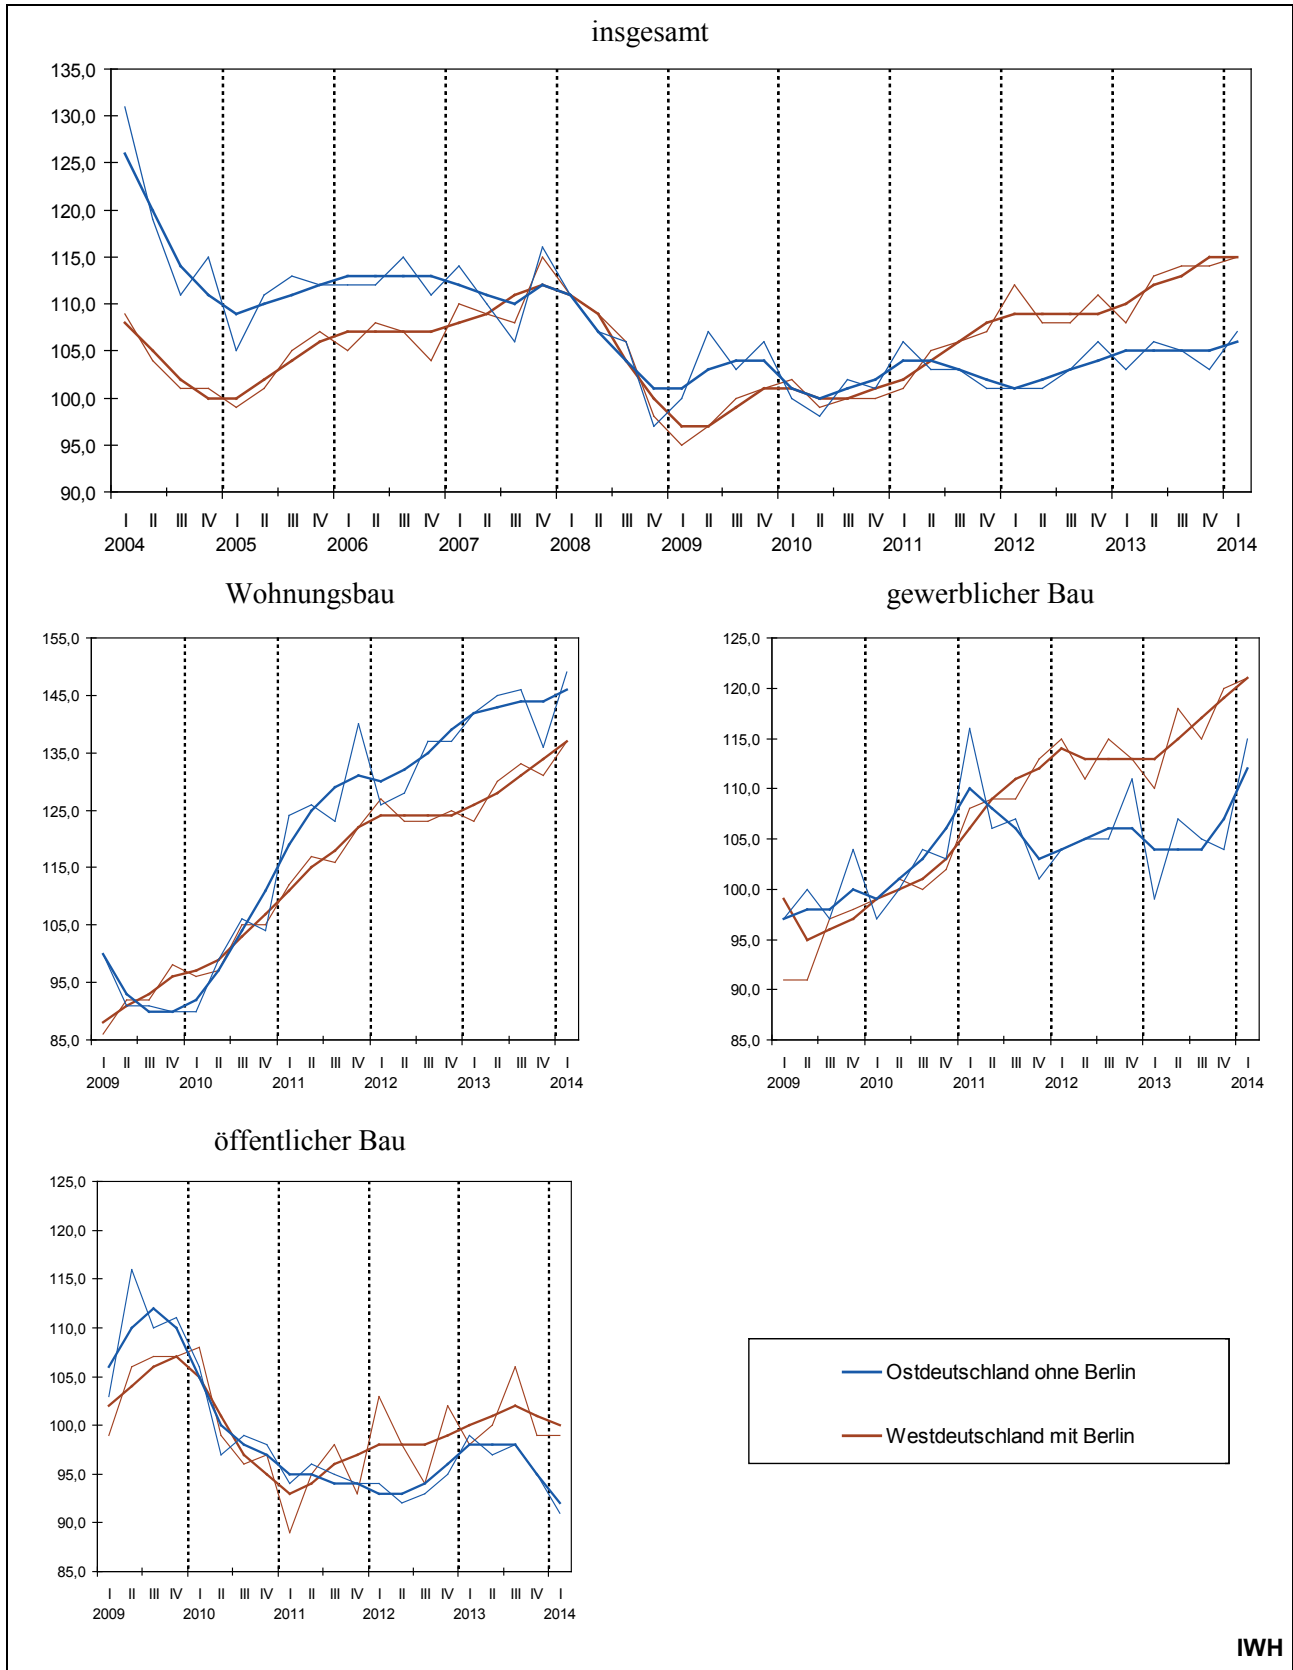 insgesamt
135,0
130,0
125,0
120,0
115,0
110,0
105,0
100,0
95,0
90,0
I II III IV I II III IV I II III IV I II III IV I II III IV I II III IV I II III IV I II III IV I II III IV I II III IV I
2004 2005 2006 2007 2008 2009 2010 2011 2012 2013 2014
Wohnungsbau
155,0
145,0
135,0
125,0
115,0
105,0
95,0
85,0
I II III IV I II III IV I II III IV I II III IV I II III IV I
2009 2010 2011 2012 2013 2014
gewerblicher Bau
125,0
120,0
115,0
110,0
105,0
100,0
95,0
90,0
85,0
I II III IV I II III IV I II III IV I II III IV I II III IV I
2009 2010 2011 2012 2013 2014
öffentlicher Bau
125,0
120,0
115,0
110,0
105,0
100,0
95,0
90,0
85,0
I II III IV I II III IV I II III IV I II III IV I II III IV I
2009 2010 2011 2012 2013 2014
Ostdeutschland ohne Berlin
Westdeutschland mit Berlin
IWH